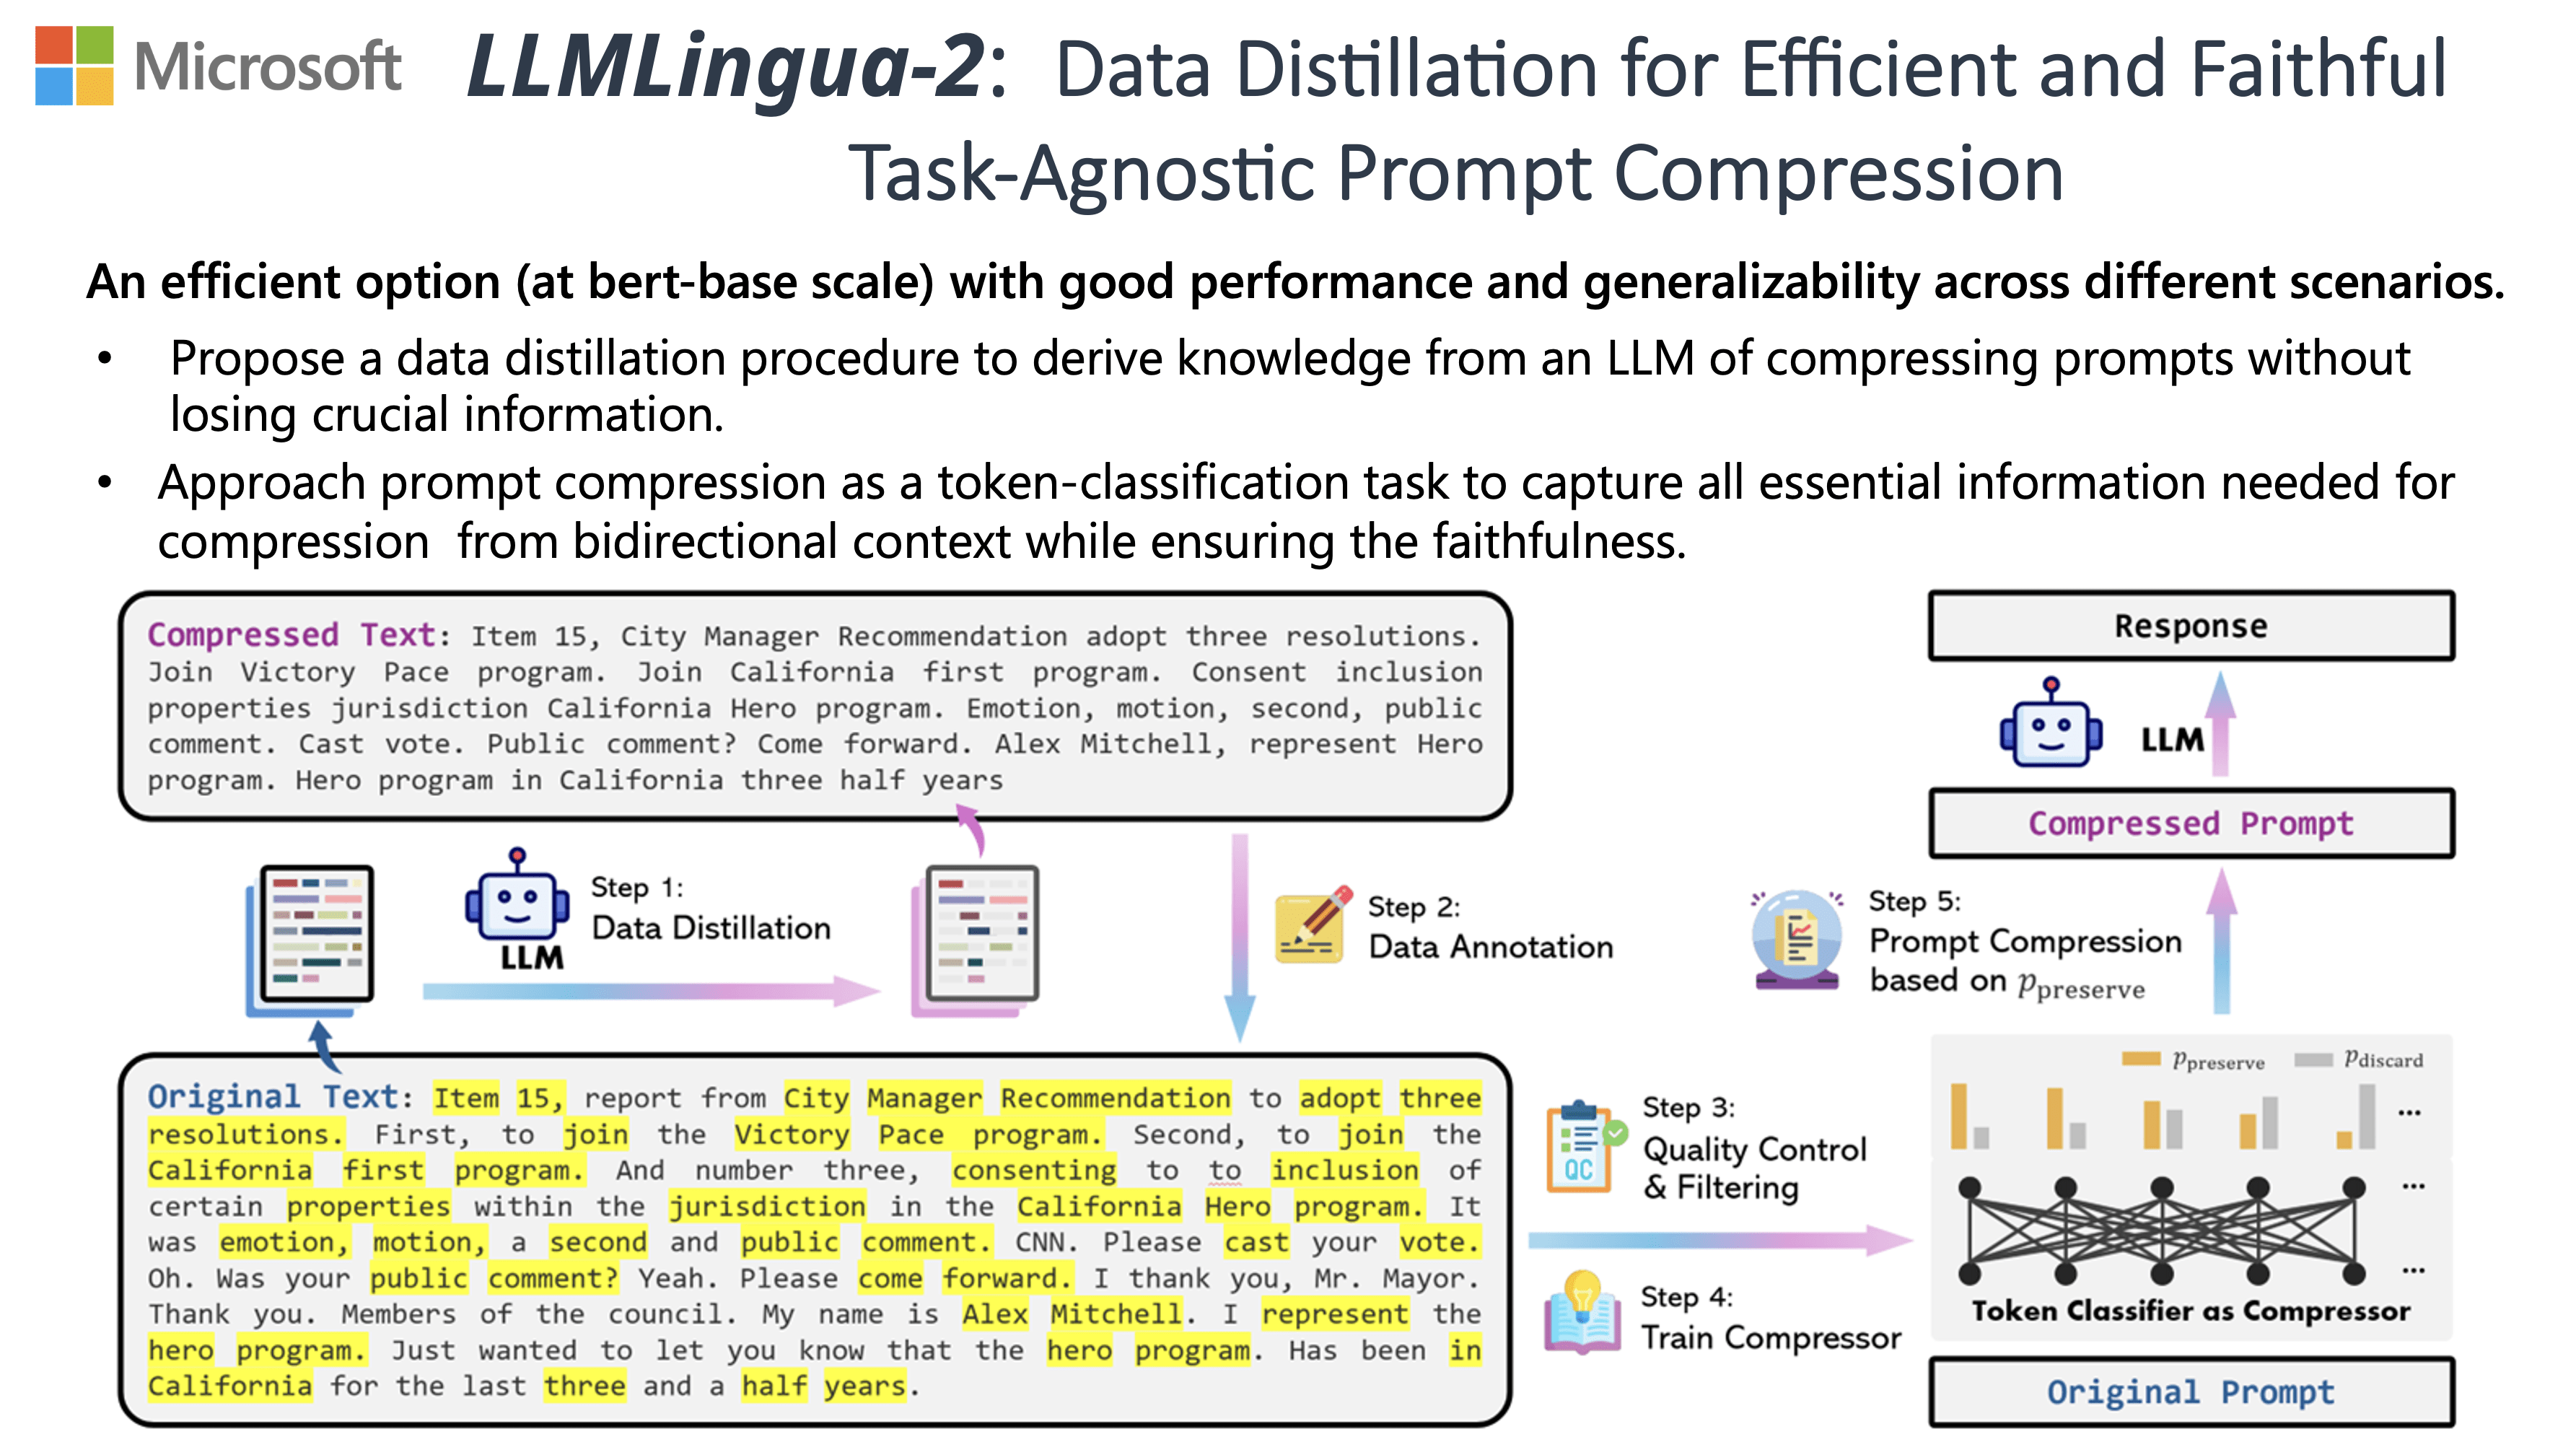 Microsoft
LLMLingua-2: Data Distillation for Efficient and Faithful
Task-Agnostic Prompt Compression
An efficient option (at bert-base scale) with good performance and generalizability across different scenarios.
• Propose a data distillation procedure to derive knowledge from an LLM of compressing prompts without
losing crucial information.
• Approach prompt compression as a token-classification task to capture all essential information needed for
compression from bidirectional context while ensuring the faithfulness.
Compressed Text: Item 15, City Manager Recommendation adopt three resolutions.
Join Victory Pace program. Join California first program. Consent inclusion
properties jurisdiction California Hero program. Emotion, motion, second, public
comment. Cast vote. Public comment? Come forward. Alex Mitchell, represent Hero
program. Hero program in California three half years
Step 1:
Data Distillation
LLM
Step 2:
Data Annotation
Original Text: Item 15, report from City Manager Recommendation to adopt three
resolutions. First, to join the Victory Pace program. Second, to join the
California first program. And number three, consenting to to inclusion of
certain properties within the jurisdiction in the California Hero program. It
was emotion, motion, a second and public comment. CNN. Please cast your vote.
Oh. Was your public comment? Yeah. Please come forward. I thank you, Mr. Mayor.
Thank you. Members of the council. My name is Alex Mitchell. I represent the
hero program. Just wanted to let you know that the hero program. Has been in
California for the last three and a half years.
QC
Step 3:
Quality Control
& Filtering
Step 4:
Train Compressor
Response
LLM
Compressed Prompt
Step 5:
Prompt Compression
based on p_preserve
p_preserve p_discard
...
...
...
Token Classifier as Compressor
Original Prompt